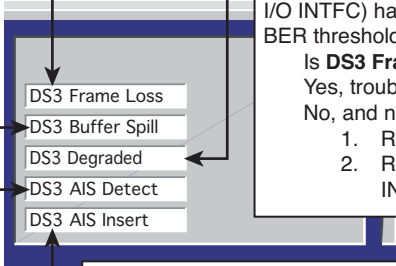 I/O INTFC) ha
BER threshold
Is DS3 Fra
Yes, troub
No, and n
1. R
2. R
IN
DS3 Frame Loss
DS3 Buffer Spill
DS3 Degraded
DS3 AIS Detect
DS3 AIS Insert